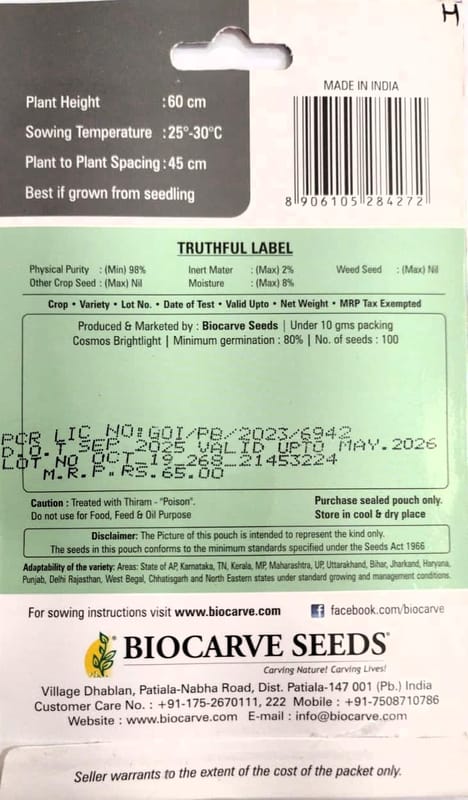 H
Plant Height : 60 cm
Sowing Temperature : 25°-30°C
Plant to Plant Spacing : 45 cm
Best if grown from seedling
MADE IN INDIA
8 906105 284272
TRUTHFUL LABEL
Physical Purity : (Min) 98% Inert Mater : (Max) 2% Weed Seed : (Max) Nil
Other Crop Seed : (Max) Nil Moisture : (Max) 8%
Crop • Variety • Lot No. • Date of Test • Valid Upto • Net Weight • MRP Tax Exempted
Produced & Marketed by : Biocarve Seeds | Under 10 gms packing
Cosmos Brightlight | Minimum germination : 80% | No. of seeds : 100
PCR LIC NO:GOI/PB/2023/6942
D.O.T SEP 2025 VALID UPTO MAY.2026
LOT NO OCT_19_268_21453224
M.R.P.RS.65.00
Caution : Treated with Thiram - "Poison". Purchase sealed pouch only.
Do not use for Food, Feed & Oil Purpose Store in cool & dry place
Disclaimer: The Picture of this pouch is intended to represent the kind only.
The seeds in this pouch conforms to the minimum standards specified under the Seeds Act 1966
Adaptability of the variety: Areas: State of AP, Karnataka, TN, Kerala, MP, Maharashtra, UP, Uttarakhand, Bihar, Jharkand, Haryana,
Punjab, Delhi Rajasthan, West Begal, Chhatisgarh and North Eastern states under standard growing and management conditions.
For sowing instructions visit www.biocarve.com facebook.com/biocarve
BIOCARVE SEEDS®
Carving Nature! Carving Lives!
Village Dhablan, Patiala-Nabha Road, Dist. Patiala-147 001 (Pb.) India
Customer Care No. : +91-175-2670111, 222 Mobile : +91-7508710786
Website : www.biocarve.com E-mail : info@biocarve.com
Seller warrants to the extent of the cost of the packet only.